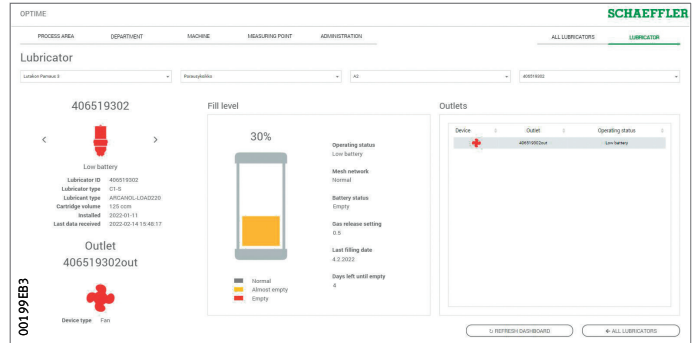 OPTIME
SCHAEFFLER
PROCESS AREA DEPARTMENT MACHINE MEASURING POINT ADMINISTRATION ALL LUBRICATORS LUBRICATOR
Lubricator
Lutakon Parnaus 3 Parausyksikko A2 406519302
406519302
Low battery
Lubricator ID 406519302
Lubricator type C1-S
Lubricant type ARCANOL-LOAD220
Cartridge volume 125 ccm
Installed 2022-01-11
Last data received 2022-02-14 15:48:17
Outlet
406519302out
Device type Fan
Fill level
30%
Normal
Almost empty
Empty
Operating status
Low battery
Mesh network
Normal
Battery status
Empty
Gas release setting
0.5
Last filling date
4.2.2022
Days left until empty
4
Outlets
Device Outlet Operating status
406519302out Low battery
↻ REFRESH DASHBOARD ← ALL LUBRICATORS
00199EB3